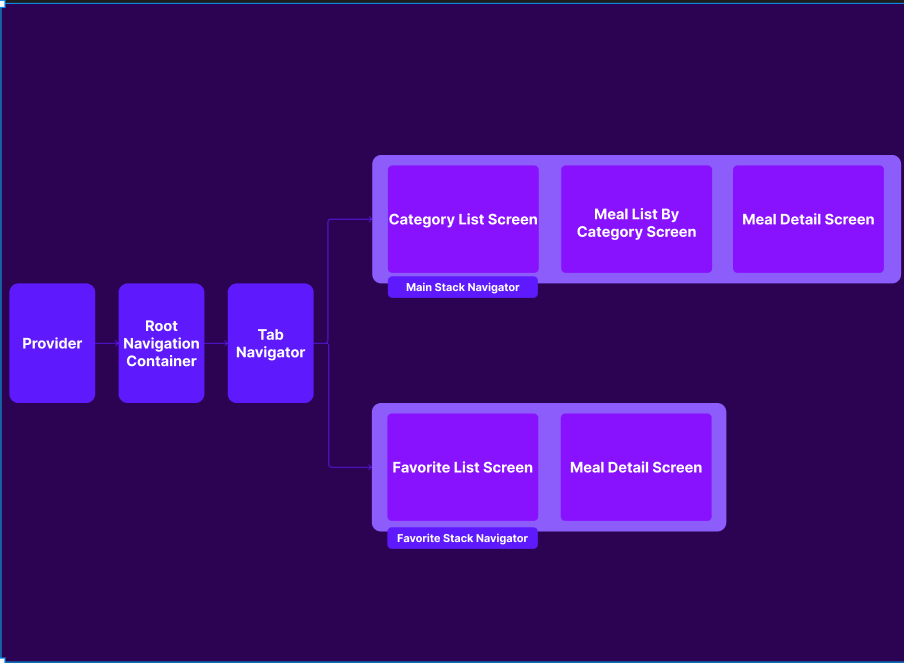 Category List Screen
Meal List By
Category Screen
Meal Detail Screen
Main Stack Navigator
Provider
Root
Navigation
Container
Tab
Navigator
Favorite List Screen
Meal Detail Screen
Favorite Stack Navigator